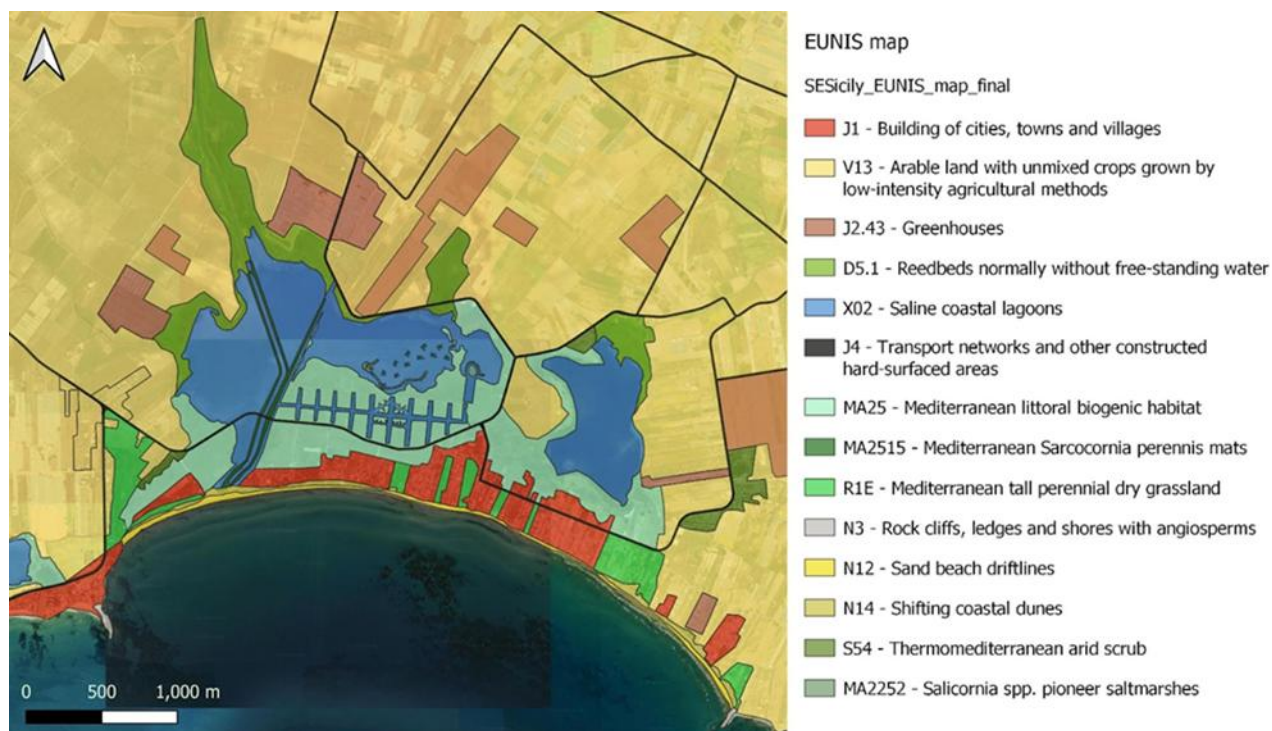 EUNIS map
SESicily_EUNIS_map_final
J1 - Building of cities, towns and villages
V13 - Arable land with unmixed crops grown by
low-intensity agricultural methods
J2.43 - Greenhouses
D5.1 - Reedbeds normally without free-standing water
X02 - Saline coastal lagoons
J4 - Transport networks and other constructed
hard-surfaced areas
MA25 - Mediterranean littoral biogenic habitat
MA2515 - Mediterranean Sarcocornia perennis mats
R1E - Mediterranean tall perennial dry grassland
N3 - Rock cliffs, ledges and shores with angiosperms
N12 - Sand beach driftlines
N14 - Shifting coastal dunes
S54 - Thermomediterranean arid scrub
MA2252 - Salicornia spp. pioneer saltmarshes
0 500 1,000 m